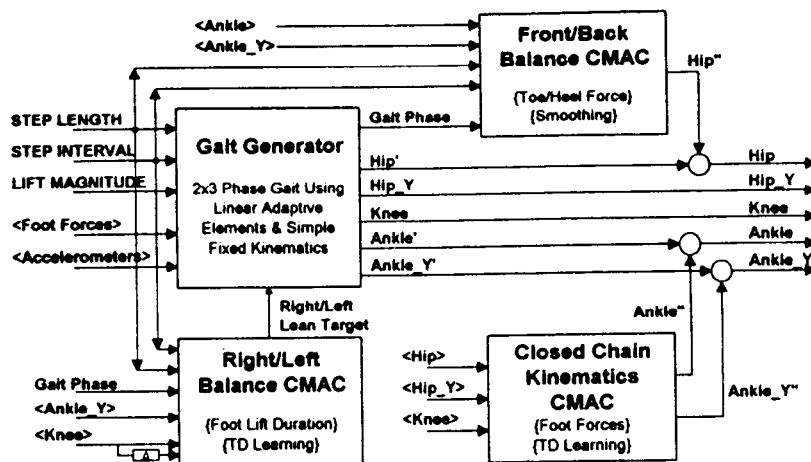 <Ankle>
<Ankle_Y>
Front/Back
Balance CMAC
{Toe/Heel Force}
{Smoothing}
Hip"
STEP LENGTH
STEP INTERVAL
LIFT MAGNITUDE
<Foot Forces>
<Accelerometers>
Gait Generator
2x3 Phase Gait Using
Linear Adaptive
Elements & Simple
Fixed Kinematics
Gait Phase
Hip'
Hip_Y
Knee
Ankle'
Ankle_Y'
Hip
Hip_Y
Knee
Ankle
Ankle_Y
Right/Left
Lean Target
Ankle"
Ankle_Y"
Gait Phase
<Ankle_Y>
<Knee>
Δ
Right/Left
Balance CMAC
{Foot Lift Duration}
{TD Learning}
<Hip>
<Hip_Y>
<Knee>
Closed Chain
Kinematics
CMAC
{Foot Forces}
{TD Learning}